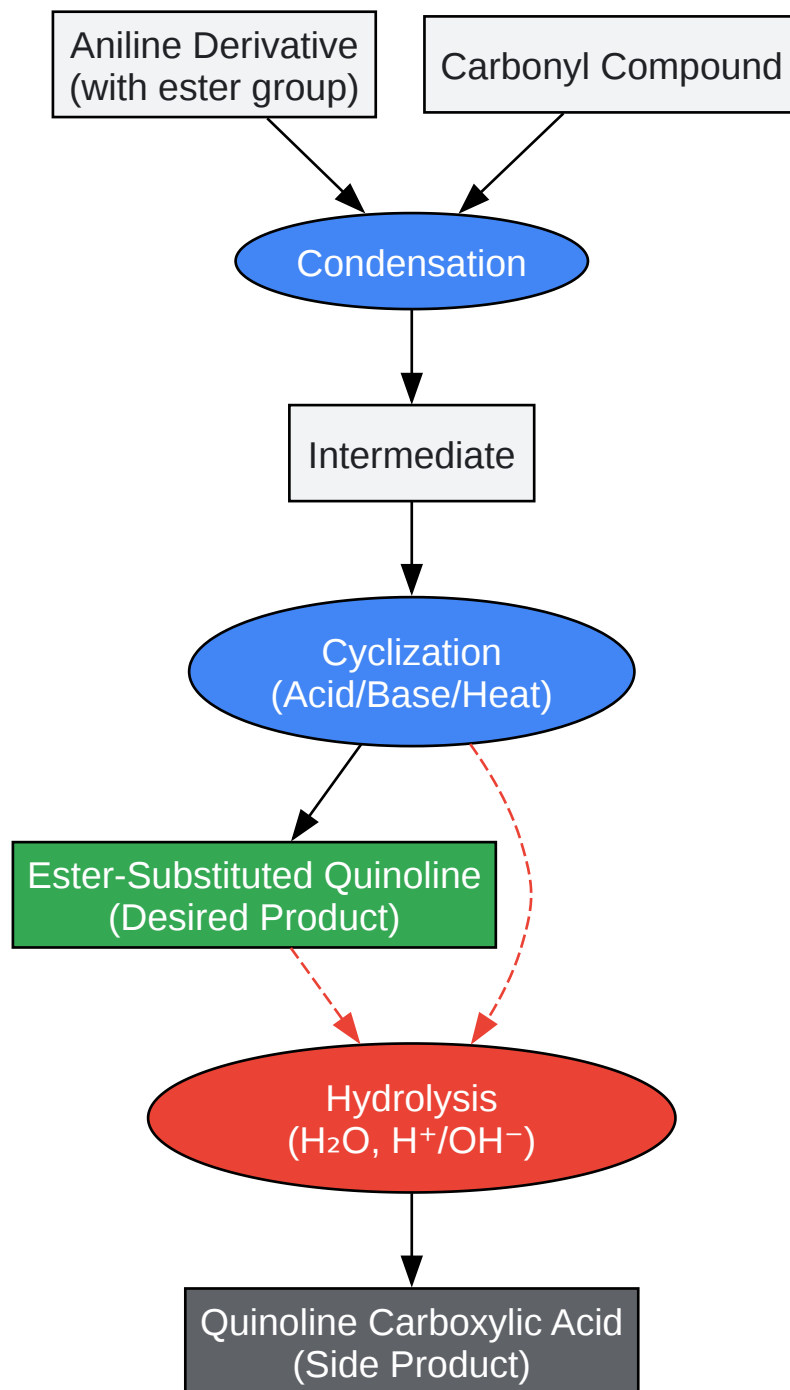 Aniline Derivative
(with ester group)
Carbonyl Compound
Condensation
Intermediate
Cyclization
(Acid/Base/Heat)
Ester-Substituted Quinoline
(Desired Product)
Hydrolysis
(H₂O, H⁺/OH⁻)
Quinoline Carboxylic Acid
(Side Product)